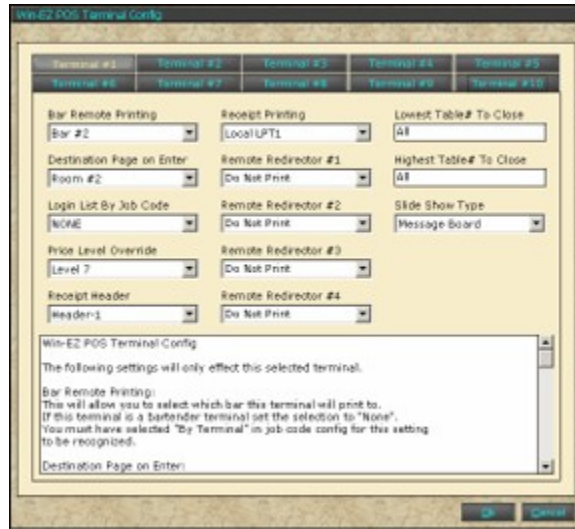 Win-EZ POS Terminal Config
Terminal #1 Terminal #2 Terminal #3 Terminal #4 Terminal #5
Terminal #6 Terminal #7 Terminal #8 Terminal #9 Terminal #10
Bar Remote Printing Receipt Printing Lowest Table# To Close
Bar #2 Local LPT1 All
Destination Page on Enter Remote Redirector #1 Highest Table# To Close
Room #2 Do Not Print All
Login List By Job Code Remote Redirector #2 Slide Show Type
NONE Do Not Print Message Board
Price Level Override Remote Redirector #3
Level 7 Do Not Print
Receipt Header Remote Redirector #4
Header-1 Do Not Print
Win-EZ POS Terminal Config
The following settings will only effect this selected terminal.
Bar Remote Printing:
This will allow you to select which bar this terminal will print to.
If this terminal is a bartender terminal set the selection to "None".
You must have selected "By Terminal" in job code config for this setting
to be recognized.
Destination Page on Enter:
Ok Cancel